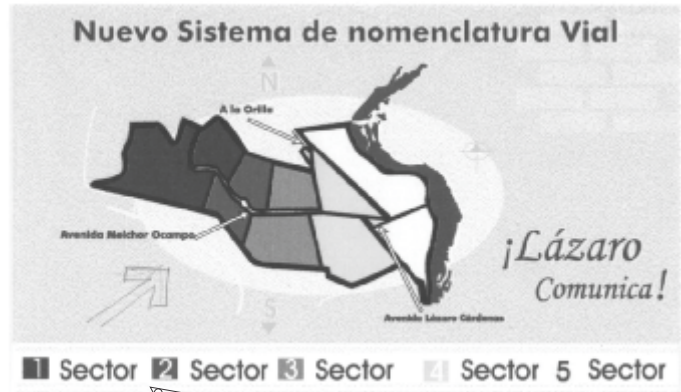 Nuevo Sistema de nomenclatura Vial
N
A la Orilla
Avenida Melchor Ocampo
¡Lázaro
Comunica!
S
Avenida Lázaro Cárdenas
1 Sector 2 Sector 3 Sector 4 Sector 5 Sector